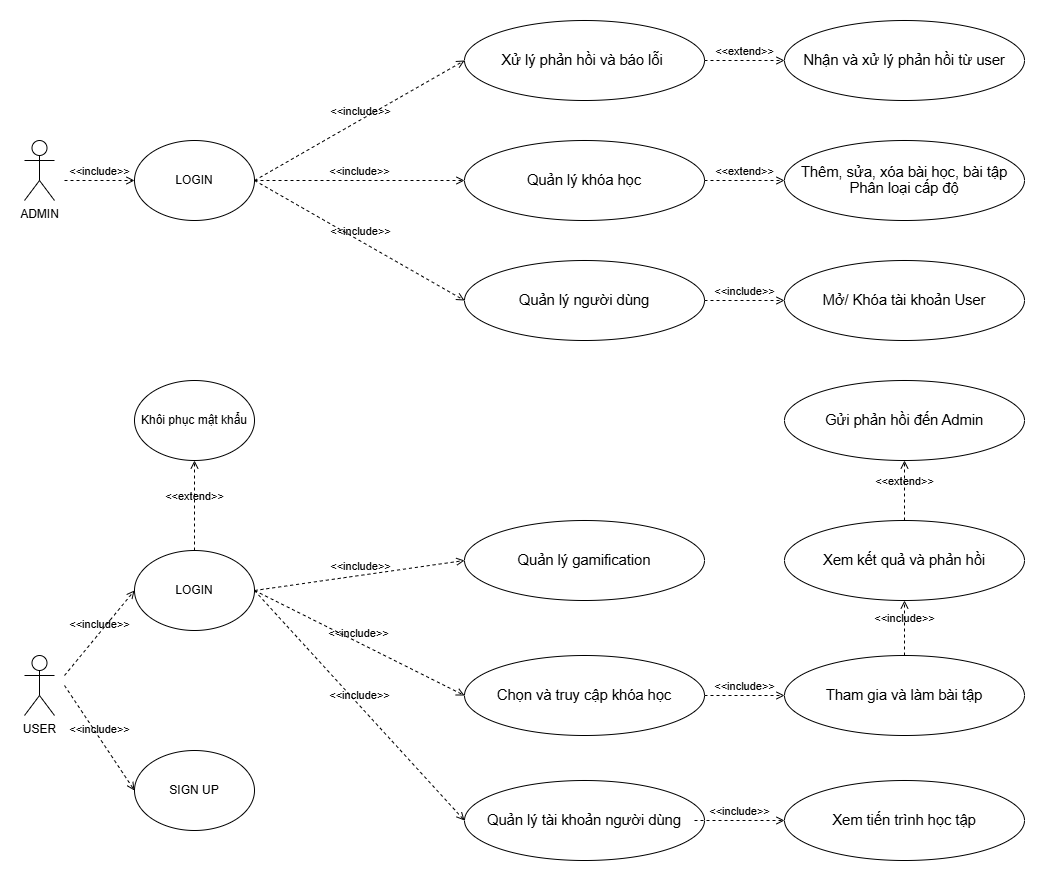 Xử lý phản hồi và báo lỗi
<<extend>>
Nhận và xử lý phản hồi từ user
<<include>>
ADMIN
<<include>>
LOGIN
<<include>>
Quản lý khóa học
<<extend>>
Thêm, sửa, xóa bài học, bài tập
Phân loại cấp độ
<<include>>
Quản lý người dùng
<<include>>
Mở/ Khóa tài khoản User
Khôi phục mật khẩu
<<extend>>
LOGIN
<<include>>
Quản lý gamification
Gửi phản hồi đến Admin
<<extend>>
Xem kết quả và phản hồi
<<include>>
USER
<<include>>
<<include>>
Chọn và truy cập khóa học
<<include>>
Tham gia và làm bài tập
<<include>>
<<include>>
SIGN UP
<<include>>
Quản lý tài khoản người dùng
<<include>>
Xem tiến trình học tập